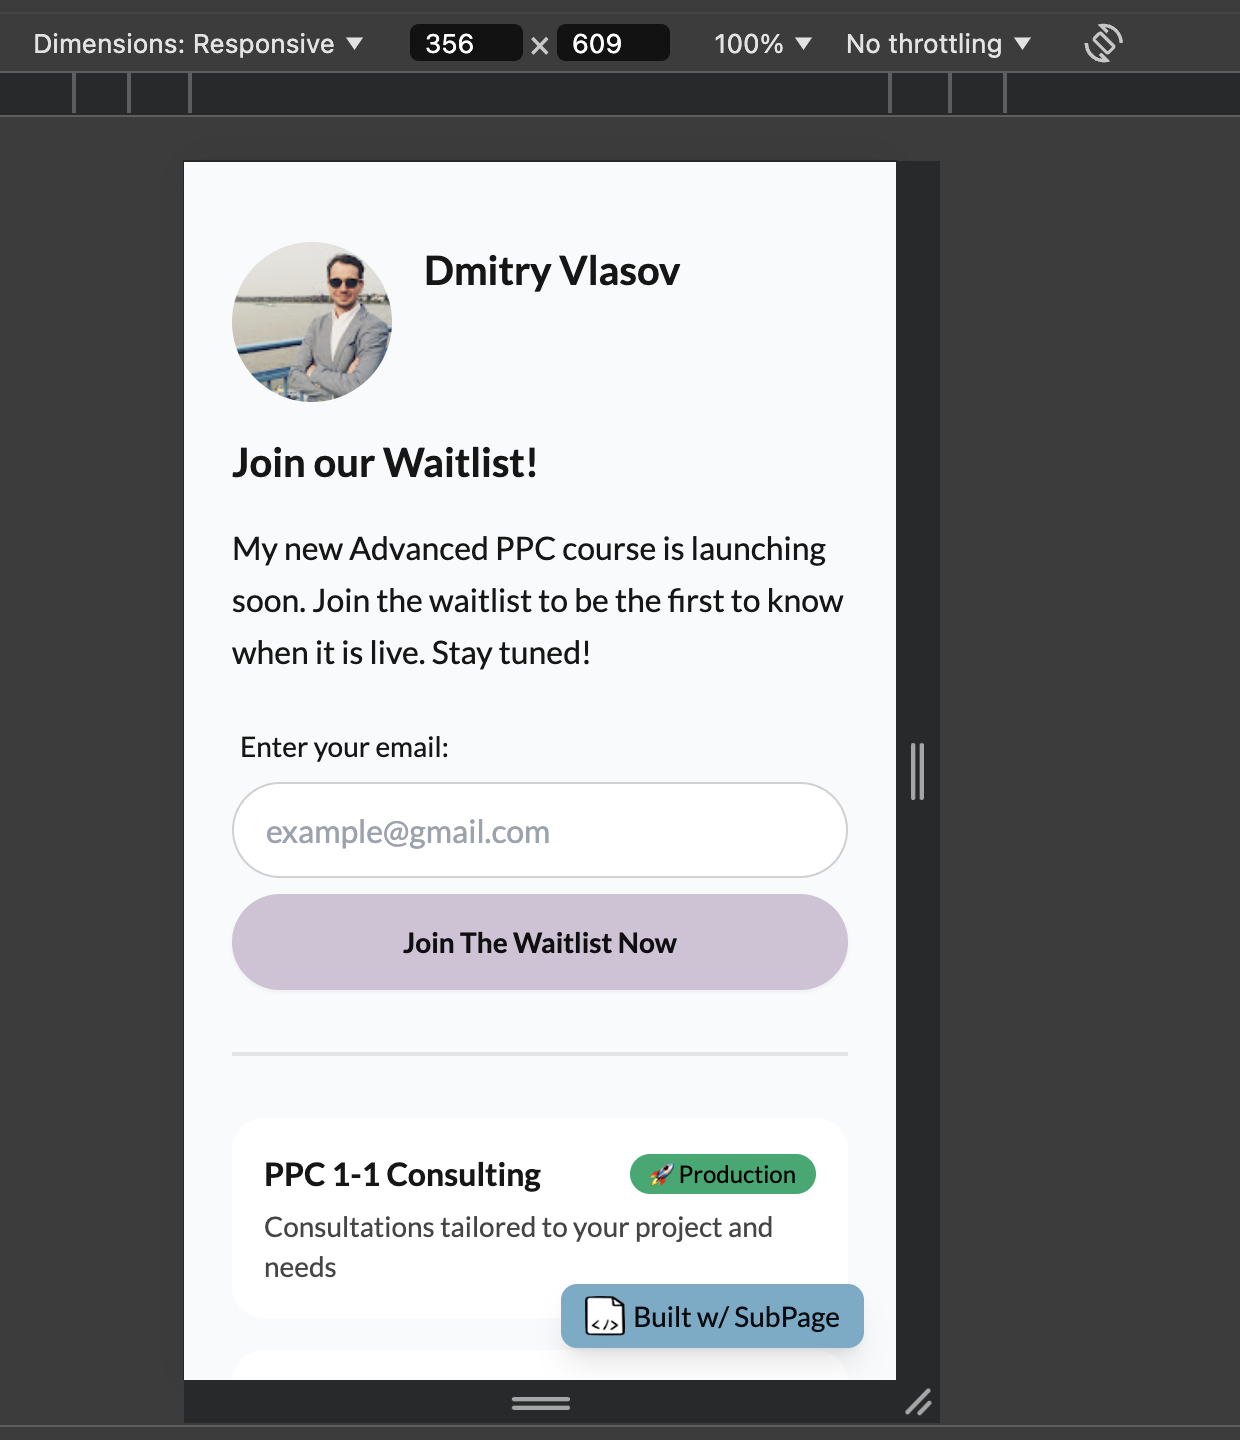 Dimensions: Responsive ▼ 356 × 609 100% ▼ No throttling ▼
Dmitry Vlasov
Join our Waitlist!
My new Advanced PPC course is launching
soon. Join the waitlist to be the first to know
when it is live. Stay tuned!
Enter your email:
example@gmail.com
Join The Waitlist Now
PPC 1-1 Consulting 🚀 Production
Consultations tailored to your project and
needs
</> Built w/ SubPage